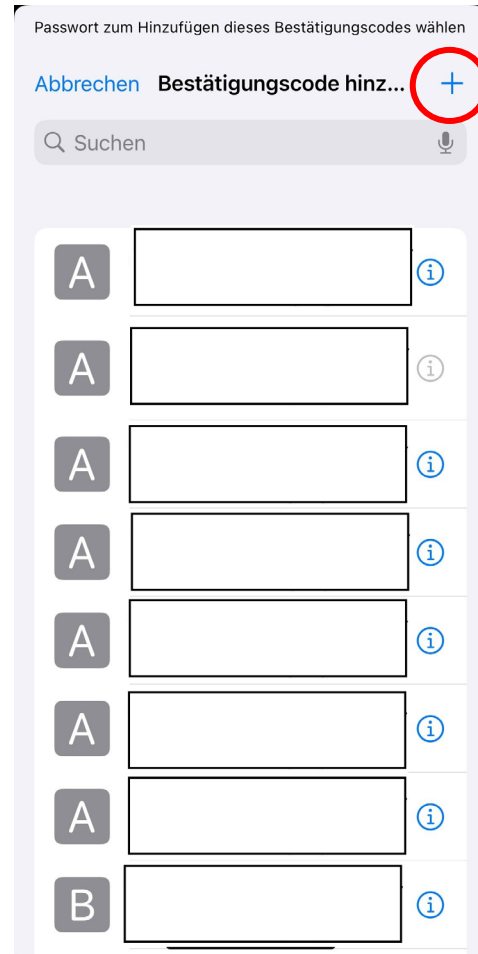 Passwort zum Hinzufügen dieses Bestätigungscodes wählen
Abbrechen Bestätigungscode hinz... +
Suchen
A
A
A
A
A
A
A
B